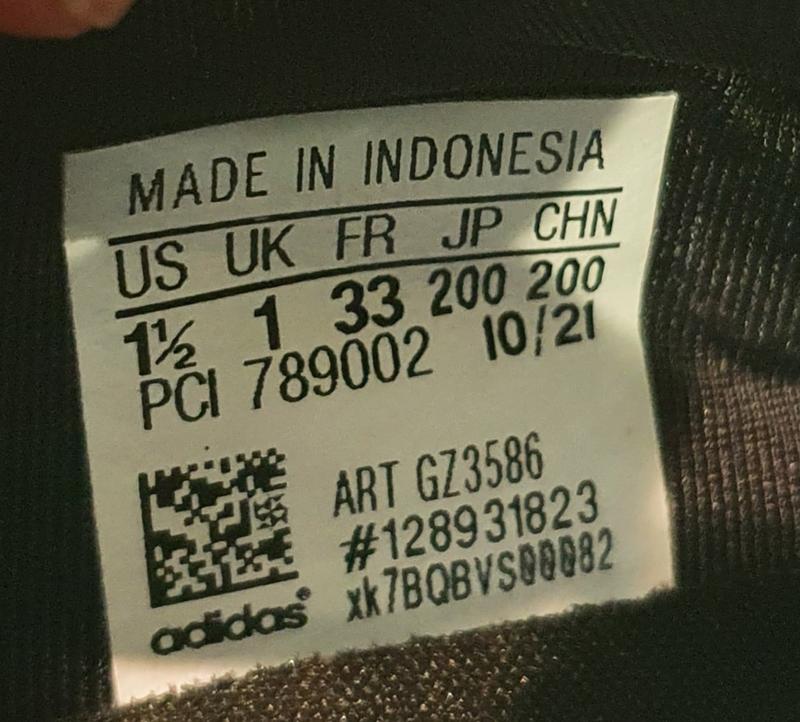 MADE IN INDONESIA
US UK FR JP CHN
1½ 1 33 200 200
PCI 789002 10/21
ART GZ3586
#128931823
xk7BQBVS00082
adidas®